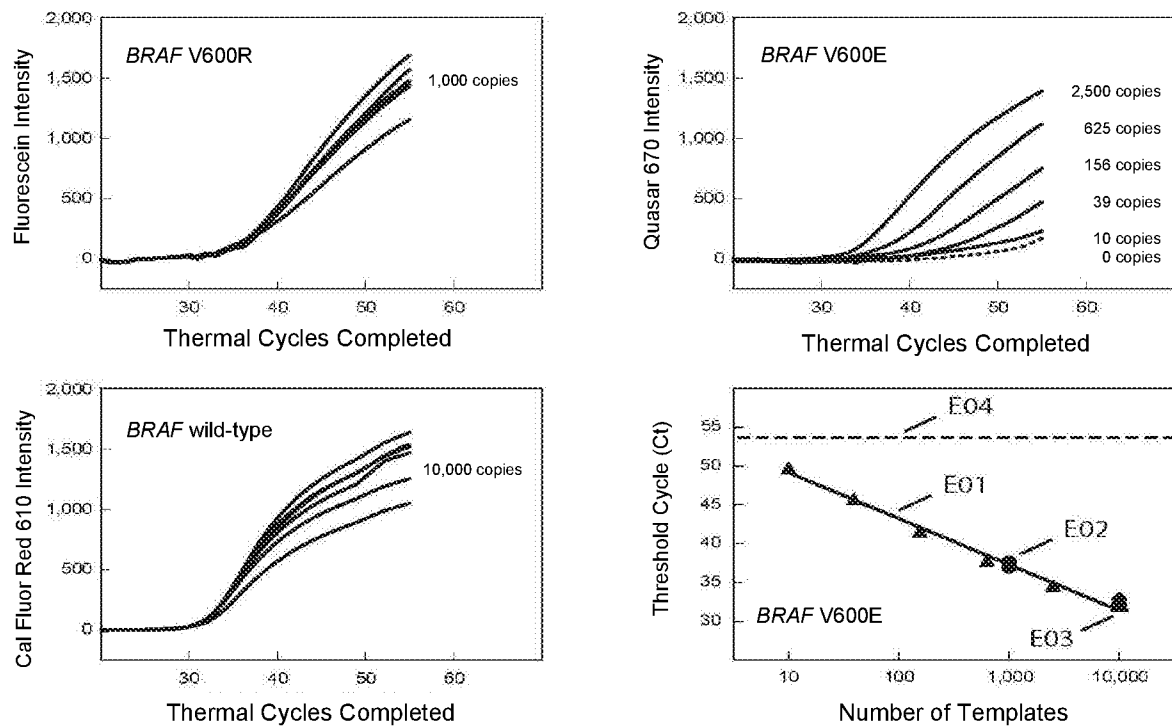 2,000
1,500
1,000
500
0
Fluorescein Intensity
BRAF V600R
1,000 copies
30
40
50
60
Thermal Cycles Completed
2,000
1,500
1,000
500
0
Quasar 670 Intensity
BRAF V600E
2,500 copies
625 copies
156 copies
39 copies
10 copies
0 copies
30
40
50
60
Thermal Cycles Completed
2,000
1,500
1,000
500
0
Cal Fluor Red 610 Intensity
BRAF wild-type
10,000 copies
30
40
50
60
Thermal Cycles Completed
55
50
45
40
35
30
Threshold Cycle (Ct)
E04
E01
E02
E03
BRAF V600E
10
100
1,000
10,000
Number of Templates